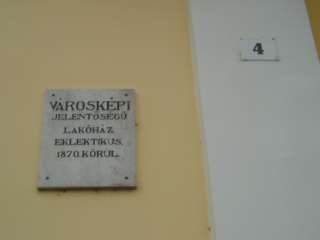 VÁROSKÉPI
JELENTŐSÉGŰ
LAKÓHÁZ
EKLEKTIKUS,
1870.KÖRÜL.
4